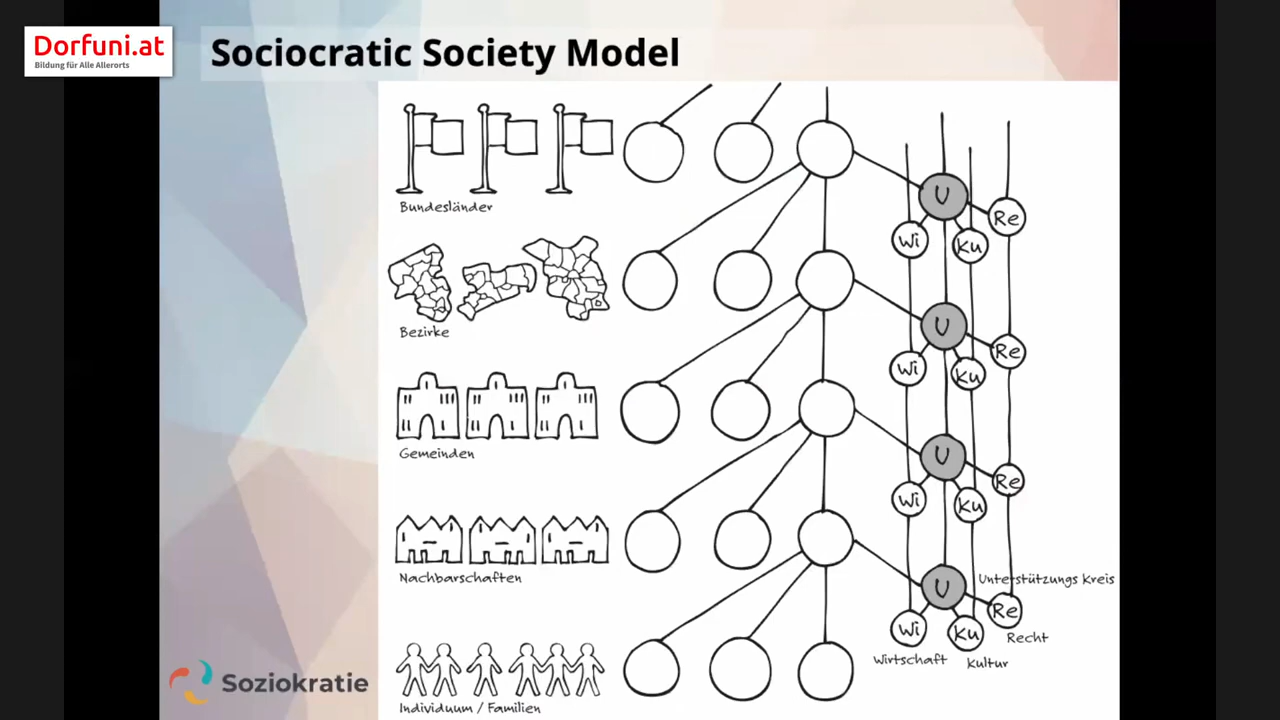 Dorfuni.at
Bildung für Alle Allerorts
Sociocratic Society Model
Bundesländer
U
Re
Wi
Ku
Bezirke
U
Re
Wi
Ku
Gemeinden
U
Re
Wi
Ku
Nachbarschaften
U
Unterstützungs Kreis
Re
Wi
Ku
Recht
Wirtschaft
Kultur
Soziokratie
Individuum / Familien